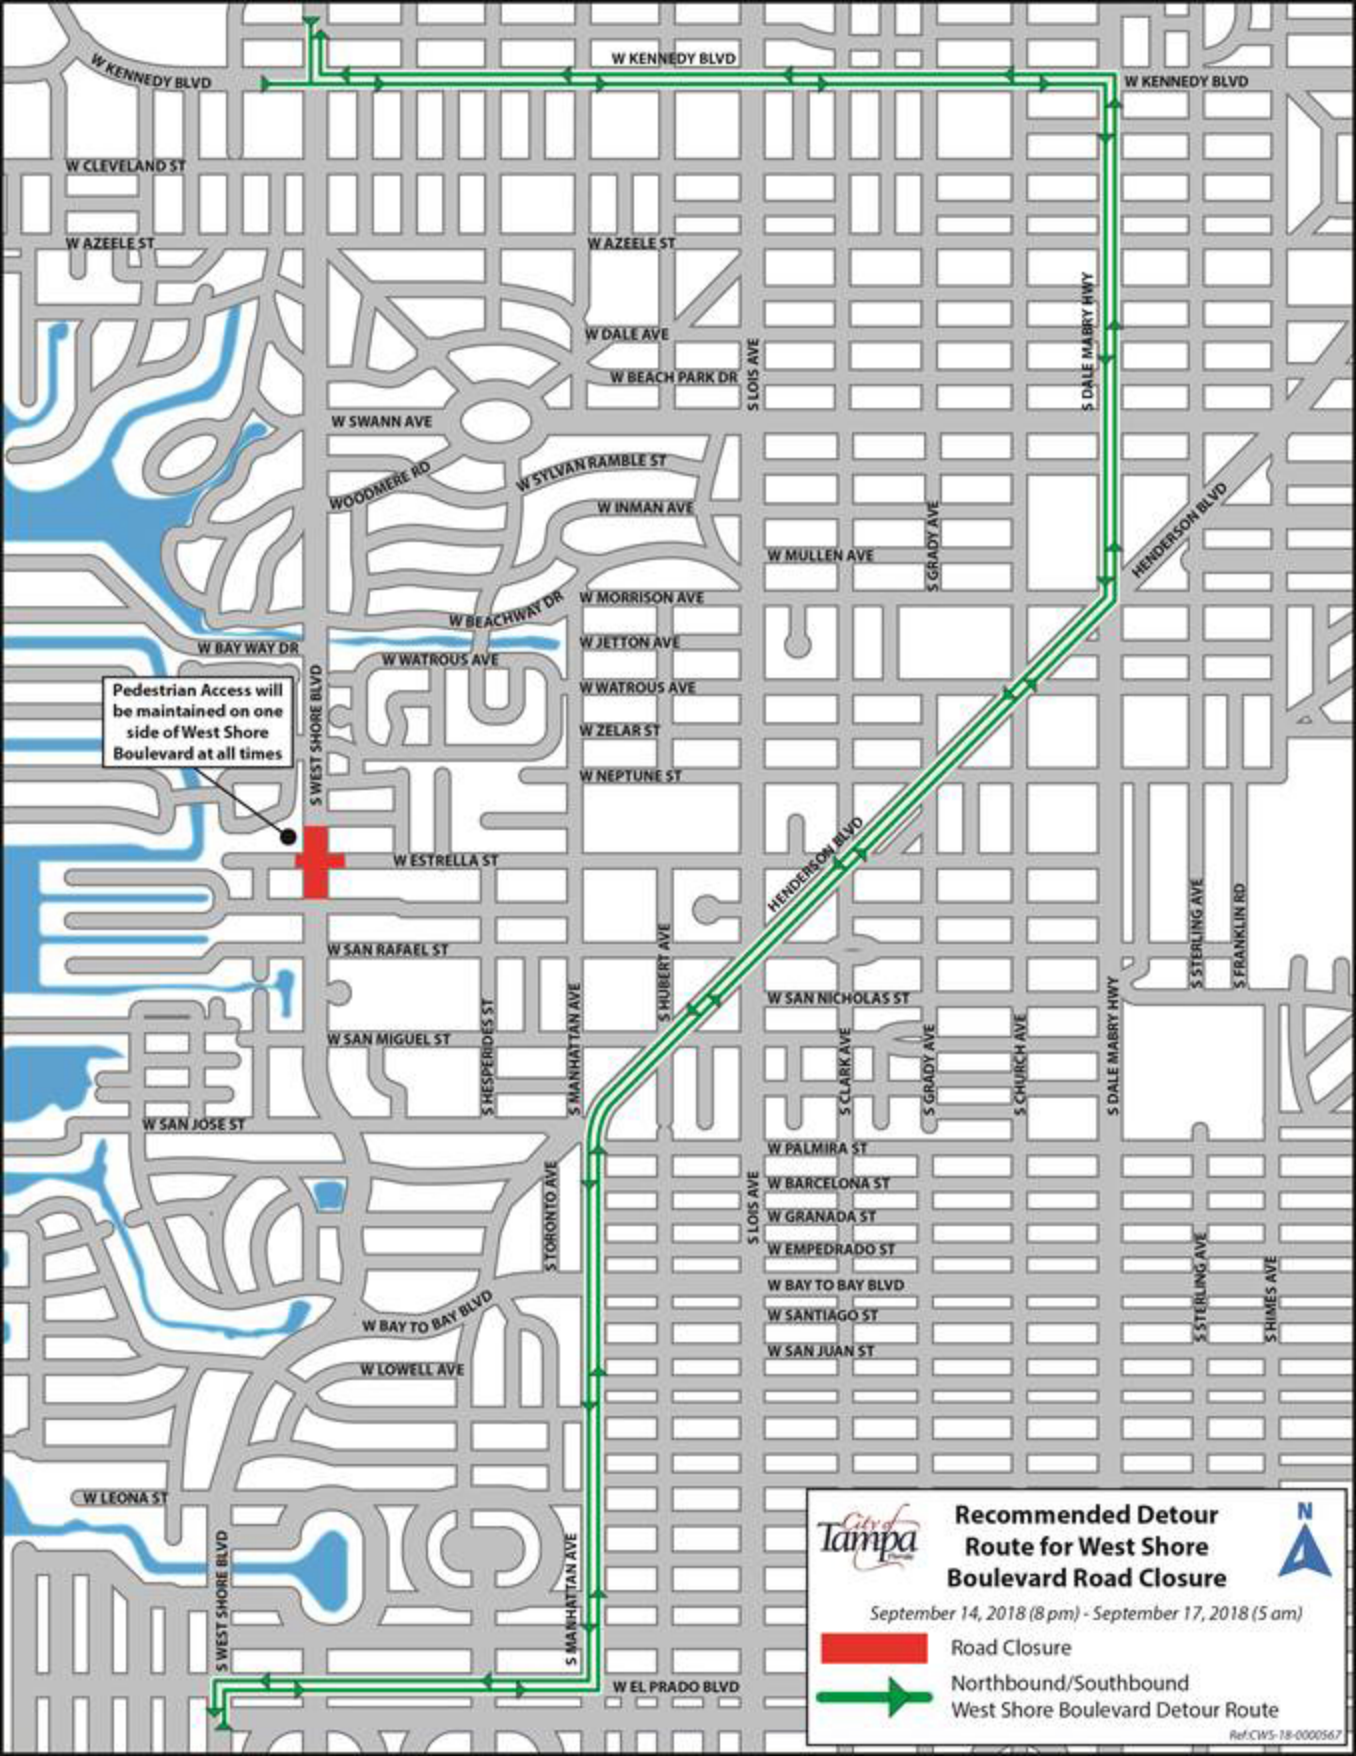 W KENNEDY BLVD
W KENNEDY BLVD
W KENNEDY BLVD
W CLEVELAND ST
W AZEELE ST
W AZEELE ST
S DALE MABRY HWY
W DALE AVE
S LOIS AVE
W BEACH PARK DR
W SWANN AVE
WOODMERE RD
W SYLVAN RAMBLE ST
W INMAN AVE
S GRADY AVE
HENDERSON BLVD
W MULLEN AVE
W BEACHWAY DR
W MORRISON AVE
W BAY WAY DR
W JETTON AVE
W WATROUS AVE
W WATROUS AVE
Pedestrian Access will
be maintained on one
side of West Shore
Boulevard at all times
S WEST SHORE BLVD
W ZELAR ST
W NEPTUNE ST
HENDERSON BLVD
W ESTRELLA ST
S STERLING AVE
S FRANKLIN RD
W SAN RAFAEL ST
S HUBERT AVE
W SAN NICHOLAS ST
S HESPERIDES ST
S MANHATTAN AVE
W SAN MIGUEL ST
S CLARK AVE
S GRADY AVE
S CHURCH AVE
S DALE MABRY HWY
W SAN JOSE ST
W PALMIRA ST
S TORONTO AVE
S LOIS AVE
W BARCELONA ST
W GRANADA ST
W EMPEDRADO ST
W BAY TO BAY BLVD
S STERLING AVE
S HIMES AVE
W BAY TO BAY BLVD
W SANTIAGO ST
W SAN JUAN ST
W LOWELL AVE
W LEONA ST
S WEST SHORE BLVD
S MANHATTAN AVE
W EL PRADO BLVD
City of
Tampa
Florida
Recommended Detour
Route for West Shore
Boulevard Road Closure
N
September 14, 2018 (8 pm) - September 17, 2018 (5 am)
Road Closure
Northbound/Southbound
West Shore Boulevard Detour Route
Ref:CWS-18-0000567